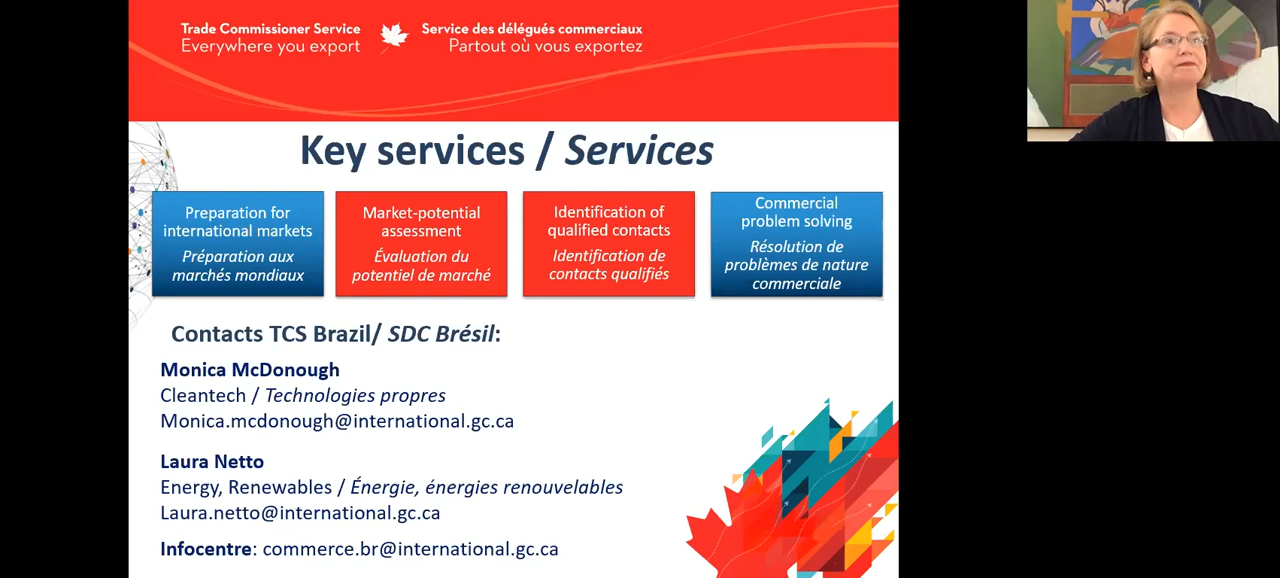 Trade Commissioner Service
Everywhere you export
Service des délégués commerciaux
Partout où vous exportez
Key services / Services
Preparation for
international markets
Préparation aux
marchés mondiaux
Market-potential
assessment
Évaluation du
potentiel de marché
Identification of
qualified contacts
Identification de
contacts qualifiés
Commercial
problem solving
Résolution de
problèmes de nature
commerciale
Contacts TCS Brazil/ SDC Brésil:
Monica McDonough
Cleantech / Technologies propres
Monica.mcdonough@international.gc.ca
Laura Netto
Energy, Renewables / Énergie, énergies renouvelables
Laura.netto@international.gc.ca
Infocentre: commerce.br@international.gc.ca